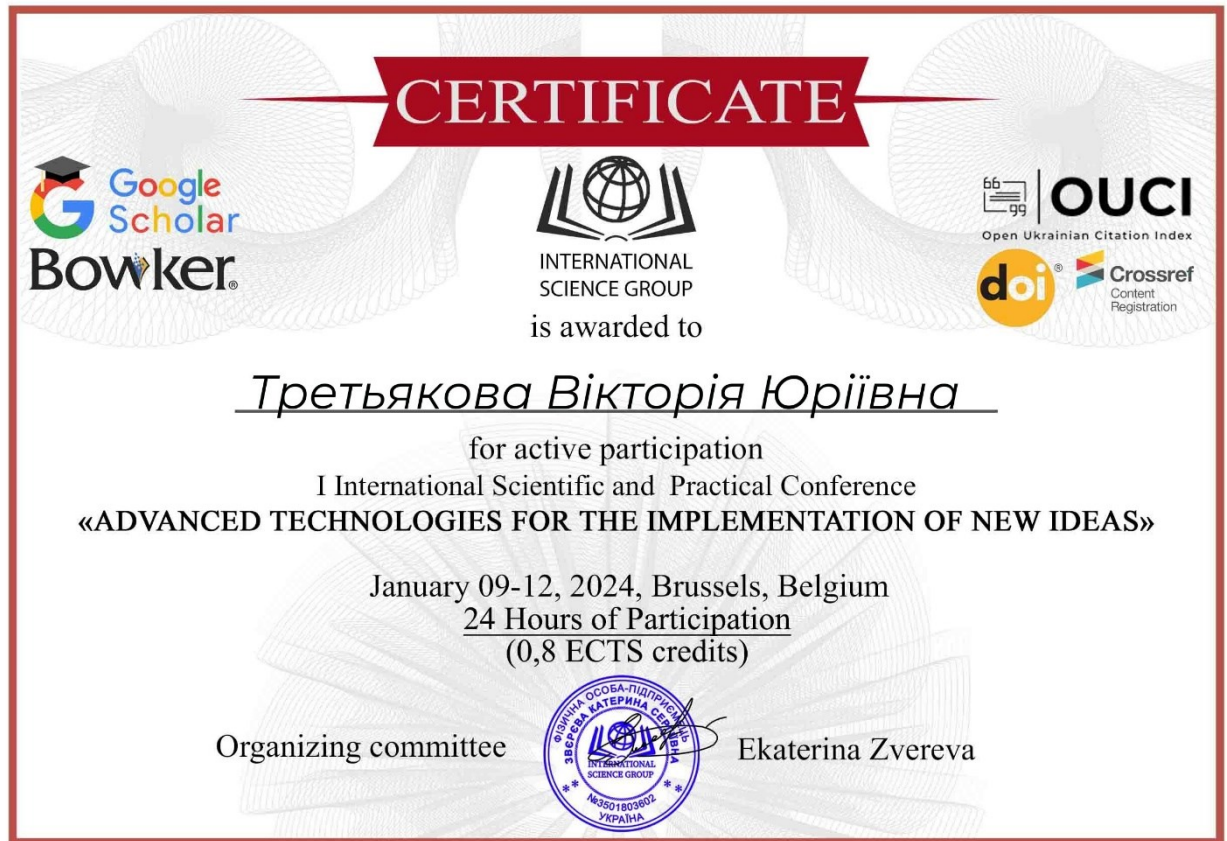 CERTIFICATE
Google
Scholar
Bowker®
INTERNATIONAL
SCIENCE GROUP
OUCI
Open Ukrainian Citation Index
doi®
Crossref
Content
Registration
is awarded to
Третьякова Вікторія Юріївна
for active participation
I International Scientific and Practical Conference
«ADVANCED TECHNOLOGIES FOR THE IMPLEMENTATION OF NEW IDEAS»
January 09-12, 2024, Brussels, Belgium
24 Hours of Participation
(0,8 ECTS credits)
Organizing committee
ФІЗИЧНА ОСОБА-ПІДПРИЄМЕЦЬ
ЗВЄРЄВА КАТЕРИНА СЕРГІЇВНА
INTERNATIONAL
SCIENCE GROUP
№3501803602
УКРАЇНА
Ekaterina Zvereva